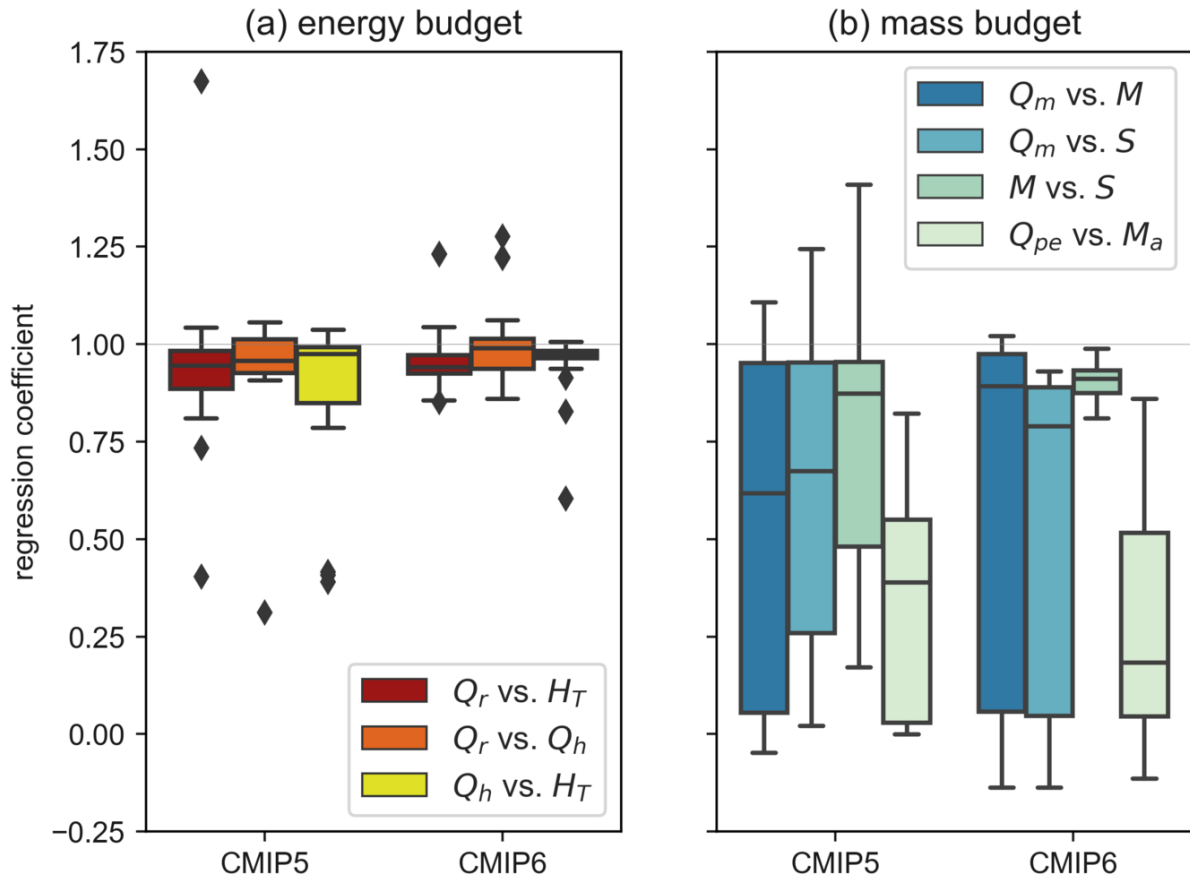 (a) energy budget
(b) mass budget
regression coefficient
1.75
1.50
1.25
1.00
0.75
0.50
0.25
0.00
−0.25
Q_r vs. H_T
Q_r vs. Q_h
Q_h vs. H_T
CMIP5
CMIP6
Q_m vs. M
Q_m vs. S
M vs. S
Q_pe vs. M_a
CMIP5
CMIP6